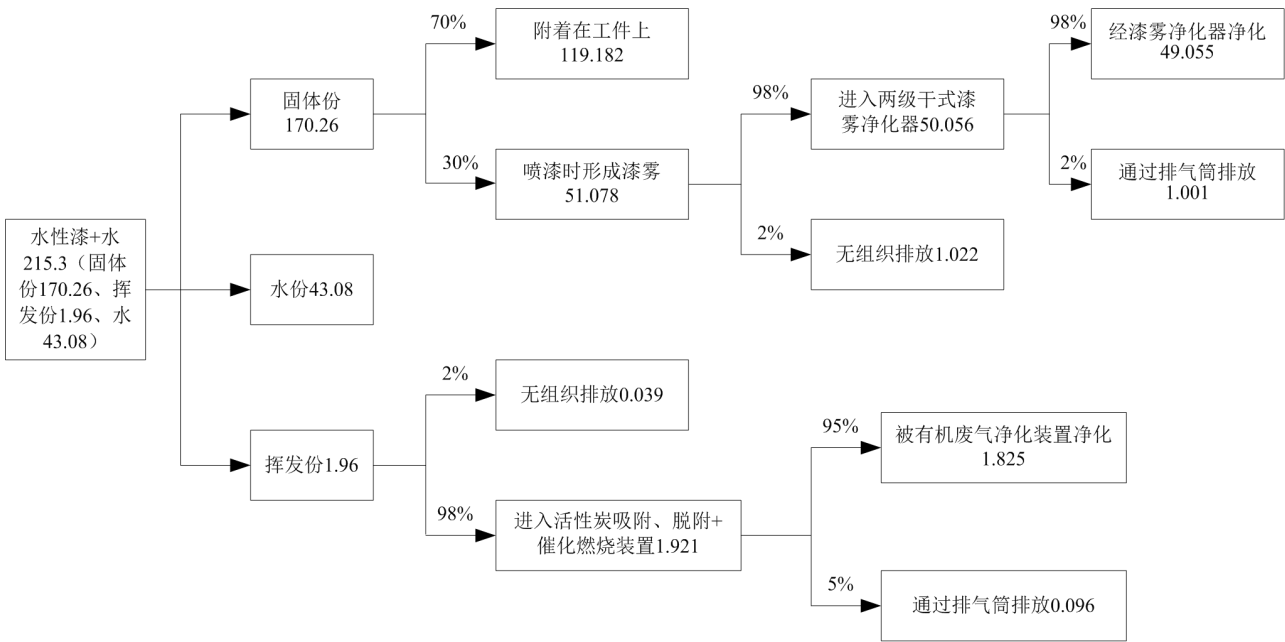 70%
附着在工件上
119.182
98%
经漆雾净化器净化
49.055
固体份
170.26
98%
进入两级干式漆
雾净化器50.056
30%
喷漆时形成漆雾
51.078
2%
通过排气筒排放
1.001
水性漆+水
215.3（固体
份170.26、挥
发份1.96、水
43.08）
2%
无组织排放1.022
水份43.08
2%
无组织排放0.039
挥发份1.96
95%
被有机废气净化装置净化
1.825
98%
进入活性炭吸附、脱附+
催化燃烧装置1.921
5%
通过排气筒排放0.096